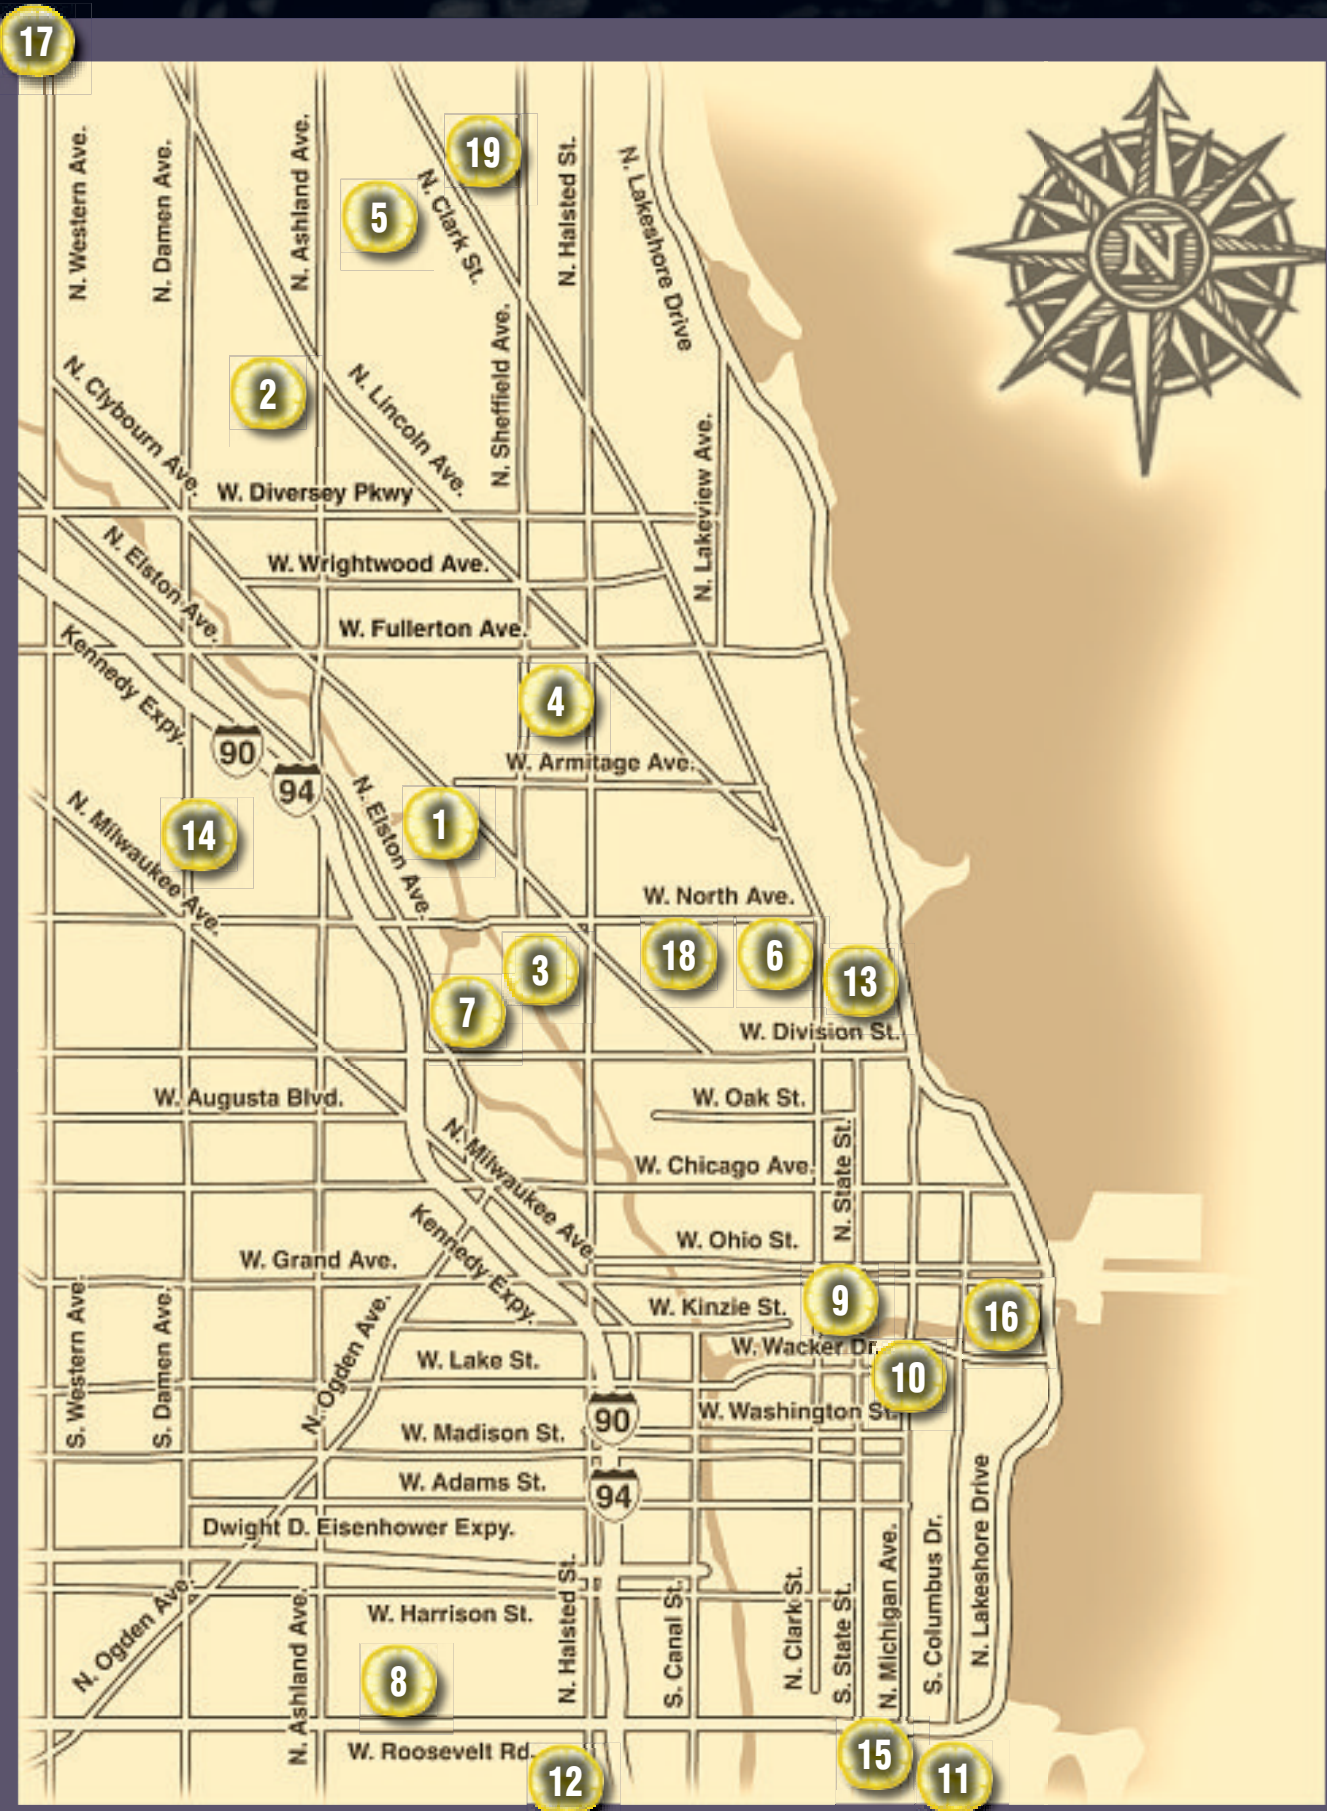 17
N
N. Western Ave.
N. Damen Ave.
N. Ashland Ave.
19
5
N. Clark St.
N. Halsted St.
N. Lakeshore Drive
N. Sheffield Ave.
N. Clybourn Ave.
2
N. Lincoln Ave.
N. Lakeview Ave.
W. Diversey Pkwy
N. Elston Ave.
W. Wrightwood Ave.
W. Fullerton Ave.
Kennedy Expy.
4
90
94
W. Armitage Ave.
N. Milwaukee Ave.
14
N. Elston Ave.
1
W. North Ave.
18
6
13
3
7
W. Division St.
W. Augusta Blvd.
W. Oak St.
N. Milwaukee Ave.
W. Chicago Ave.
N. State St.
Kennedy Expy.
W. Ohio St.
W. Grand Ave.
9
16
W. Kinzie St.
W. Wacker Dr.
S. Western Ave.
S. Damen Ave.
N. Ogden Ave.
W. Lake St.
10
90
W. Washington St.
W. Madison St.
W. Adams St.
94
Dwight D. Eisenhower Expy.
N. Ogden Ave.
N. Ashland Ave.
W. Harrison St.
N. Halsted St.
S. Canal St.
N. Clark St.
S. State St.
N. Michigan Ave.
S. Columbus Dr.
N. Lakeshore Drive
8
W. Roosevelt Rd.
12
15
11